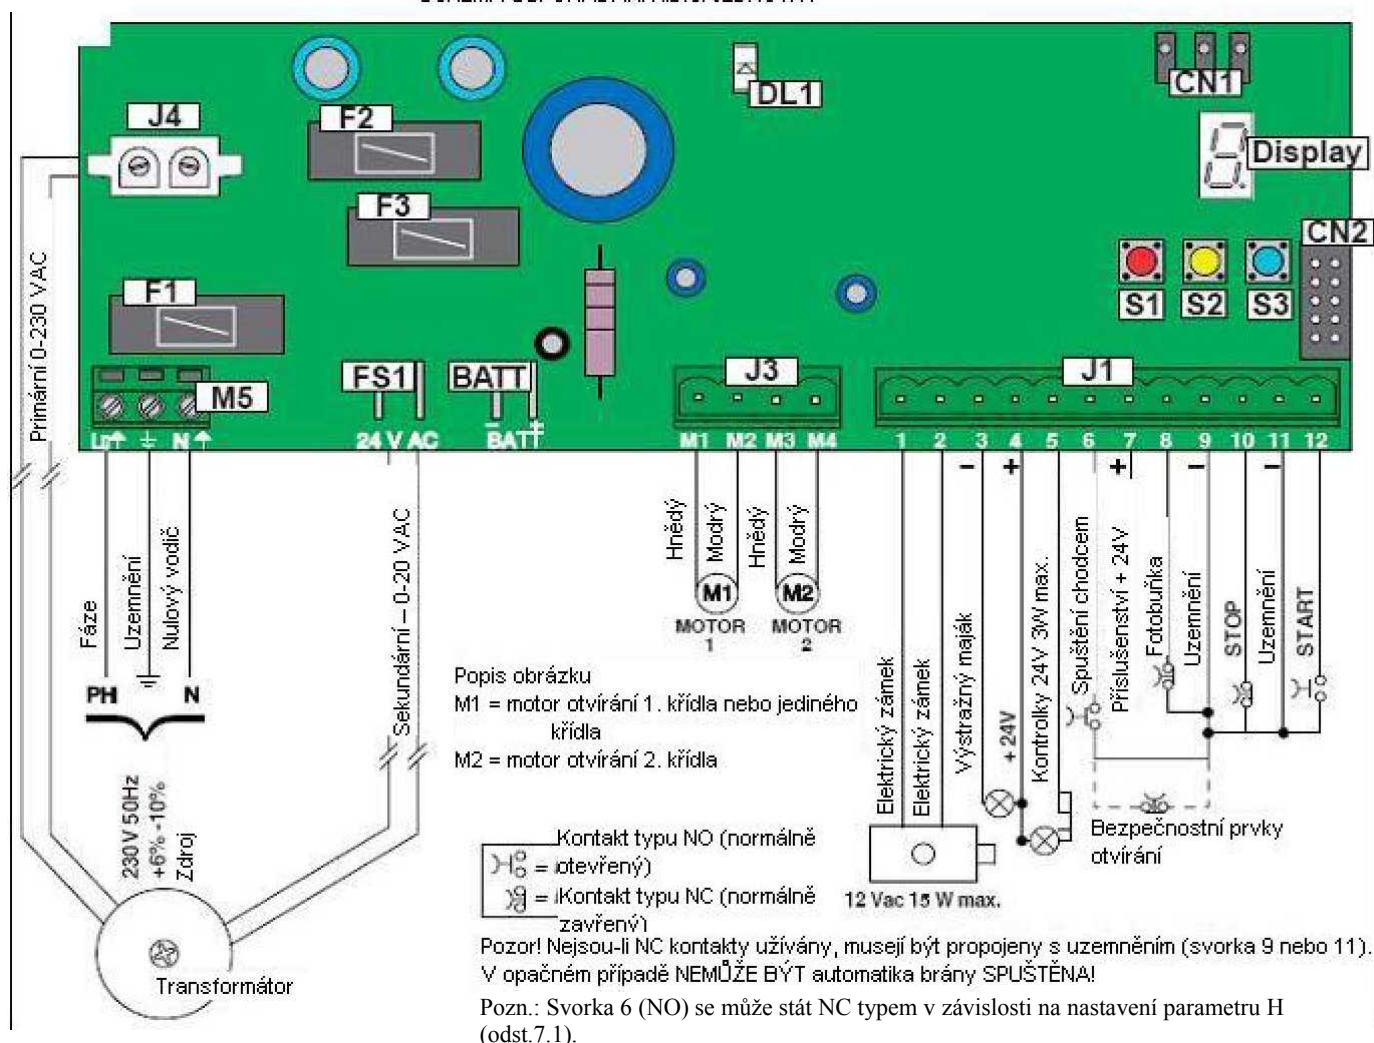 J4
F2
F3
F1
DL1
CN1
Display
CN2
S1 S2 S3
M5
FS1
BATT
J3
J1
Ln N
24 V AC
BATT
M1 M2 M3 M4
1 2 3 4 5 6 7 8 9 10 11 12
- + + - -
Primární 0-230 VAC
Fáze
Uzemnění
Nulový vodič
PH N
230V 50Hz
+6% -10%
Zdroj
Sekundární – 0-20 VAC
Transformátor
Hnědý
Modrý
Hnědý
Modrý
M1
M2
MOTOR
1
MOTOR
2
Elektrický zámek
Elektrický zámek
Výstražný maják
+ 24V
Kontrolky 24V 3W max.
Spuštění chodcem
Příslušenství + 24V
Fotobuňka
Uzemnění
STOP
Uzemnění
START
Bezpečnostní prvky
otvírání
12 Vac 15 W max.
Popis obrázku
M1 = motor otvírání 1. křídla nebo jediného
křídla
M2 = motor otvírání 2. křídla
Kontakt typu NO (normálně
= otevřený)
= Kontakt typu NC (normálně
zavřený)
Pozor! Nejsou-li NC kontakty užívány, musejí být propojeny s uzemněním (svorka 9 nebo 11).
V opačném případě NEMŮŽE BÝT automatika brány SPUŠTĚNA!
Pozn.: Svorka 6 (NO) se může stát NC typem v závislosti na nastavení parametru H
(odst.7.1).